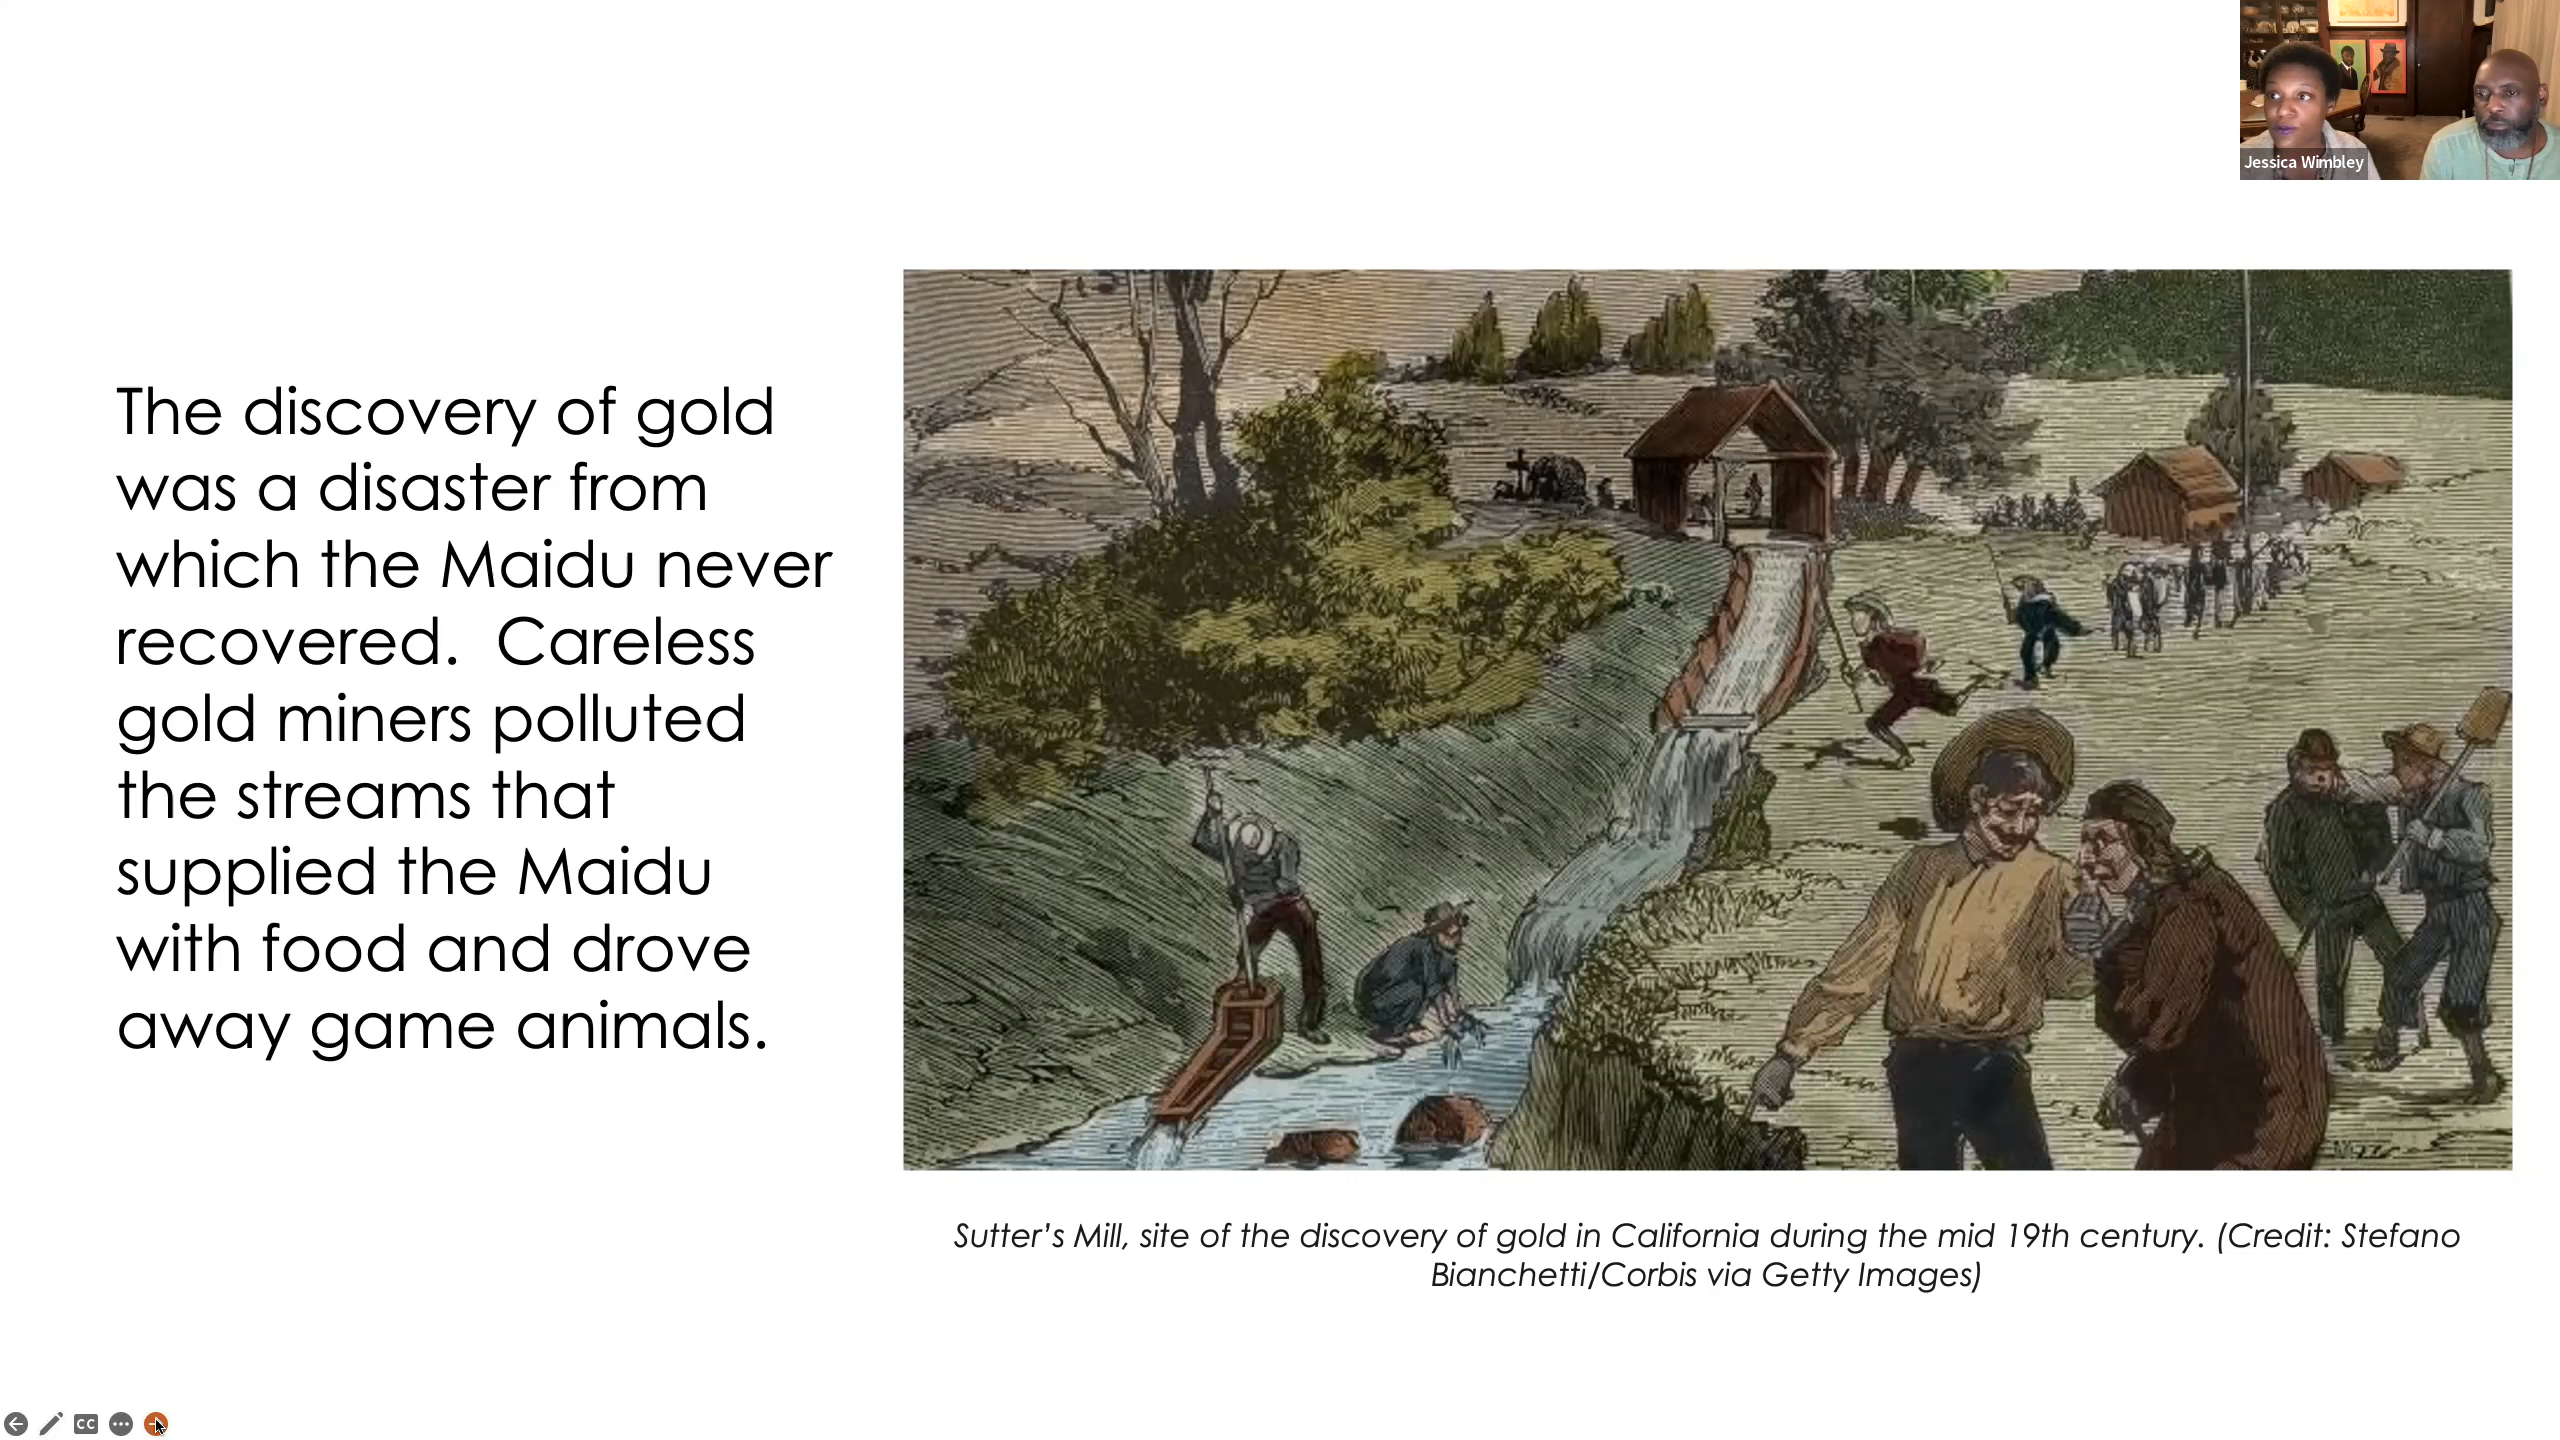 Jessica Wimbley
The discovery of gold
was a disaster from
which the Maidu never
recovered.  Careless
gold miners polluted
the streams that
supplied the Maidu
with food and drove
away game animals.
Sutter’s Mill, site of the discovery of gold in California during the mid 19th century. (Credit: Stefano
Bianchetti/Corbis via Getty Images)
CC